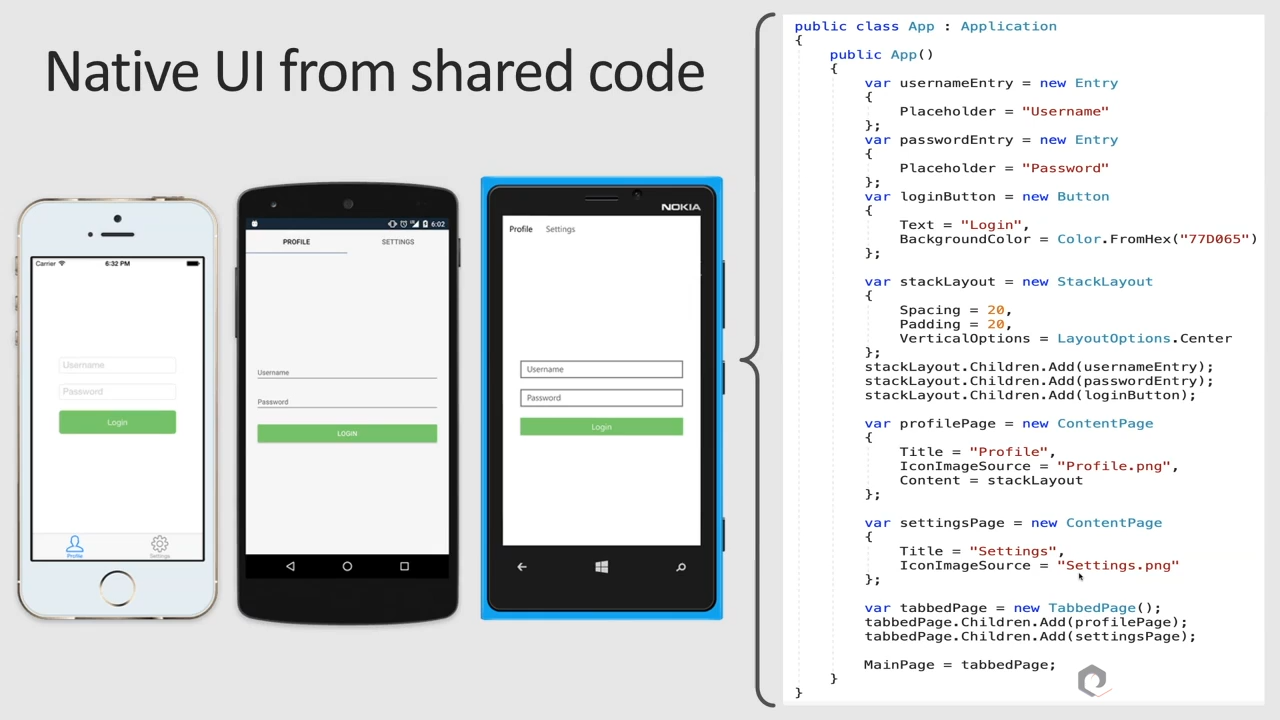 Native UI from shared code
Carrier 6:32 PM
Username
Password
Login
Profile Settings
6:02
PROFILE SETTINGS
Username
Password
LOGIN
NOKIA
Profile Settings
Username
Password
Login
public class App : Application
{
public App()
{
var usernameEntry = new Entry
{
Placeholder = "Username"
};
var passwordEntry = new Entry
{
Placeholder = "Password"
};
var loginButton = new Button
{
Text = "Login",
BackgroundColor = Color.FromHex("77D065")
};
var stackLayout = new StackLayout
{
Spacing = 20,
Padding = 20,
VerticalOptions = LayoutOptions.Center
};
stackLayout.Children.Add(usernameEntry);
stackLayout.Children.Add(passwordEntry);
stackLayout.Children.Add(loginButton);
var profilePage = new ContentPage
{
Title = "Profile",
IconImageSource = "Profile.png",
Content = stackLayout
};
var settingsPage = new ContentPage
{
Title = "Settings",
IconImageSource = "Settings.png"
};
var tabbedPage = new TabbedPage();
tabbedPage.Children.Add(profilePage);
tabbedPage.Children.Add(settingsPage);
MainPage = tabbedPage;
}
}